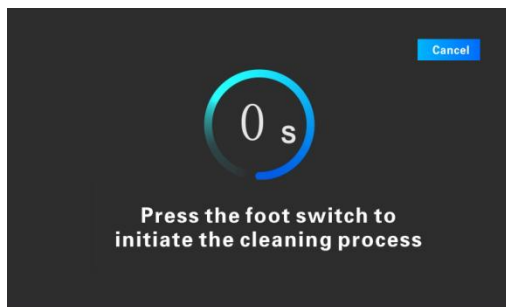 Cancel
0 s
Press the foot switch to
initiate the cleaning process